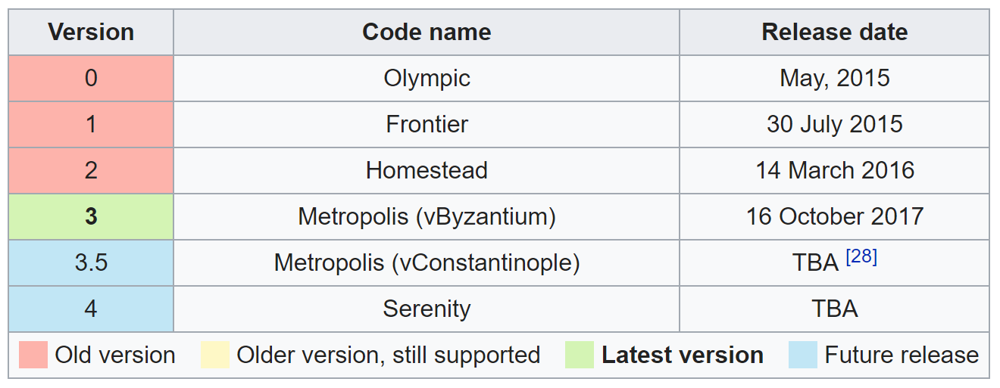 Version Code name Release date
0 Olympic May, 2015
1 Frontier 30 July 2015
2 Homestead 14 March 2016
3 Metropolis (vByzantium) 16 October 2017
3.5 Metropolis (vConstantinople) TBA [28]
4 Serenity TBA
Old version Older version, still supported Latest version Future release